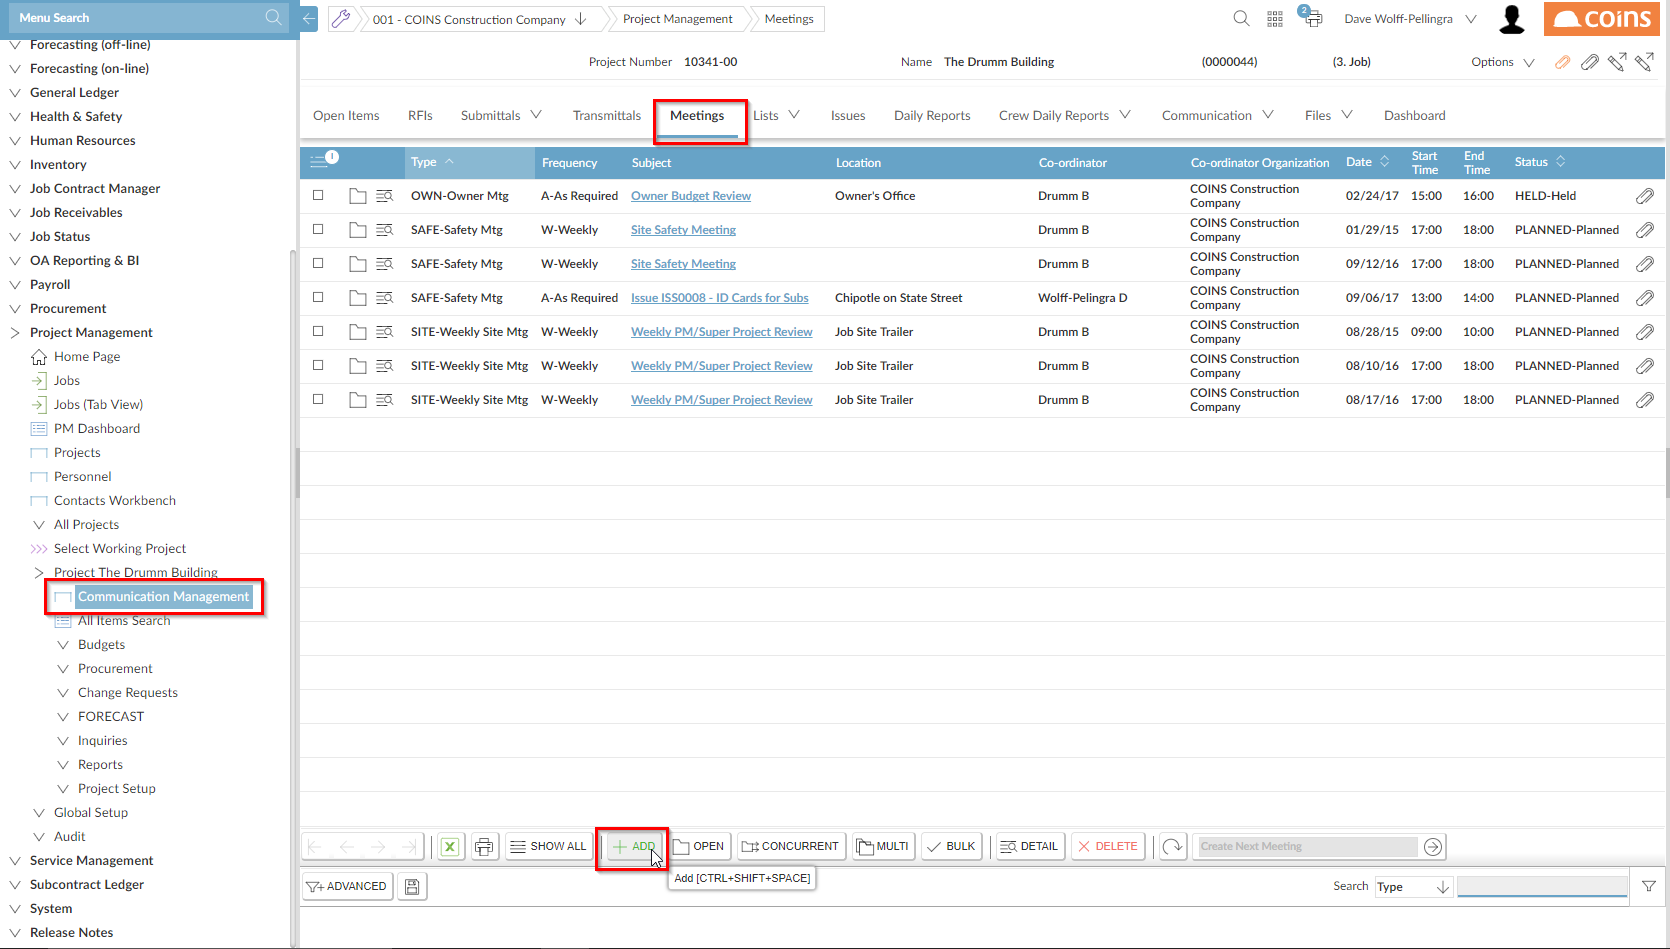 Menu Search
001 - COINS Construction Company
Project Management
Meetings
2
Dave Wolff-Pellingra
coins
Project Number 10341-00
Name The Drumm Building
(0000044)
(3. Job)
Options
Open Items RFIs Submittals Transmittals Meetings Lists Issues Daily Reports Crew Daily Reports Communication Files Dashboard
Forecasting (off-line)
Forecasting (on-line)
General Ledger
Health & Safety
Human Resources
Inventory
Job Contract Manager
Job Receivables
Job Status
OA Reporting & BI
Payroll
Procurement
Project Management
Home Page
Jobs
Jobs (Tab View)
PM Dashboard
Projects
Personnel
Contacts Workbench
All Projects
Select Working Project
Project The Drumm Building
Communication Management
All Items Search
Budgets
Procurement
Change Requests
FORECAST
Inquiries
Reports
Project Setup
Global Setup
Audit
Service Management
Subcontract Ledger
System
Release Notes
1 Type Frequency Subject Location Co-ordinator Co-ordinator Organization Date Start Time End Time Status
OWN-Owner Mtg A-As Required Owner Budget Review Owner's Office Drumm B COINS Construction Company 02/24/17 15:00 16:00 HELD-Held
SAFE-Safety Mtg W-Weekly Site Safety Meeting Drumm B COINS Construction Company 01/29/15 17:00 18:00 PLANNED-Planned
SAFE-Safety Mtg W-Weekly Site Safety Meeting Drumm B COINS Construction Company 09/12/16 17:00 18:00 PLANNED-Planned
SAFE-Safety Mtg A-As Required Issue ISS0008 - ID Cards for Subs Chipotle on State Street Wolff-Pelingra D COINS Construction Company 09/06/17 13:00 14:00 PLANNED-Planned
SITE-Weekly Site Mtg W-Weekly Weekly PM/Super Project Review Job Site Trailer Drumm B COINS Construction Company 08/28/15 09:00 10:00 PLANNED-Planned
SITE-Weekly Site Mtg W-Weekly Weekly PM/Super Project Review Job Site Trailer Drumm B COINS Construction Company 08/10/16 17:00 18:00 PLANNED-Planned
SITE-Weekly Site Mtg W-Weekly Weekly PM/Super Project Review Job Site Trailer Drumm B COINS Construction Company 08/17/16 17:00 18:00 PLANNED-Planned
SHOW ALL ADD OPEN CONCURRENT MULTI BULK DETAIL DELETE Create Next Meeting
Add [CTRL+SHIFT+SPACE]
ADVANCED
Search Type